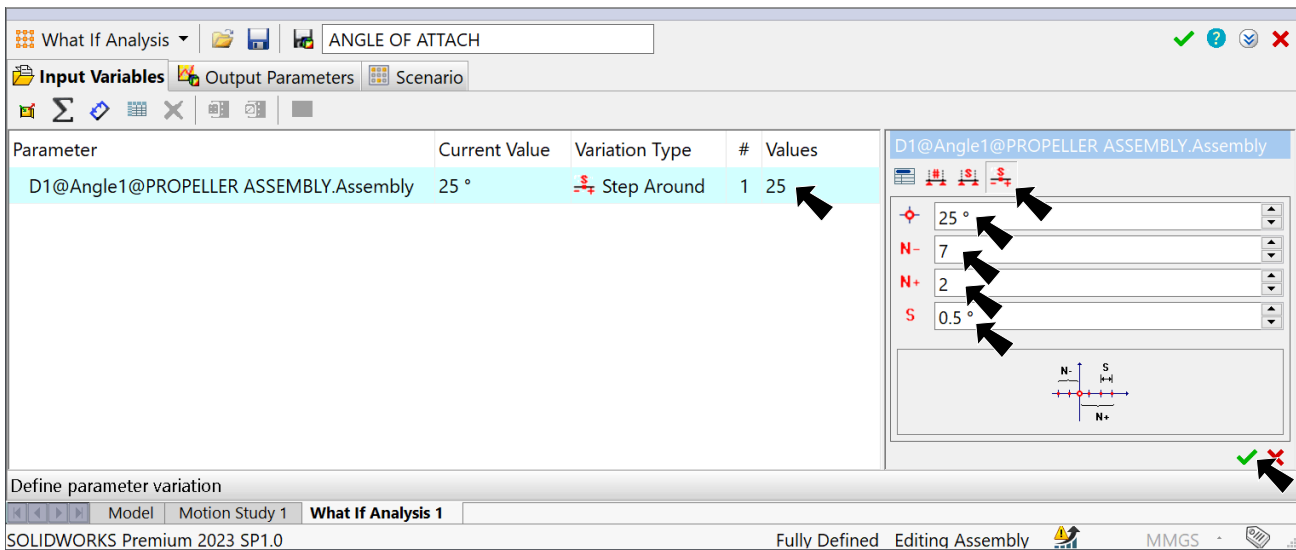 What If Analysis ANGLE OF ATTACH
Input Variables Output Parameters Scenario
Parameter Current Value Variation Type # Values
D1@Angle1@PROPELLER ASSEMBLY.Assembly 25 ° Step Around 1 25
D1@Angle1@PROPELLER ASSEMBLY.Assembly
25 °
N- 7
N+ 2
S 0.5 °
N- S
N+
Define parameter variation
Model Motion Study 1 What If Analysis 1
SOLIDWORKS Premium 2023 SP1.0 Fully Defined Editing Assembly MMGS